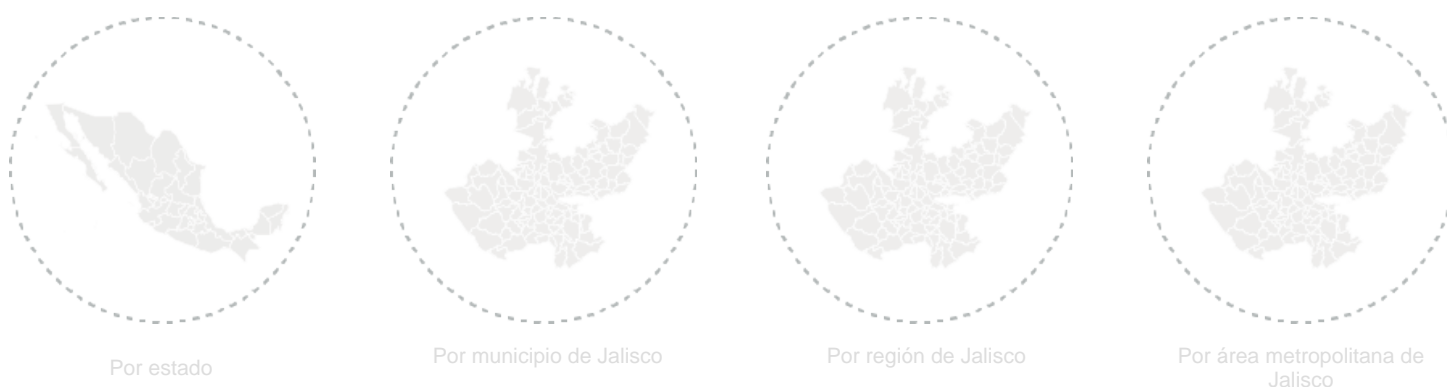 Por estado
Por municipio de Jalisco
Por región de Jalisco
Por área metropolitana de
Jalisco